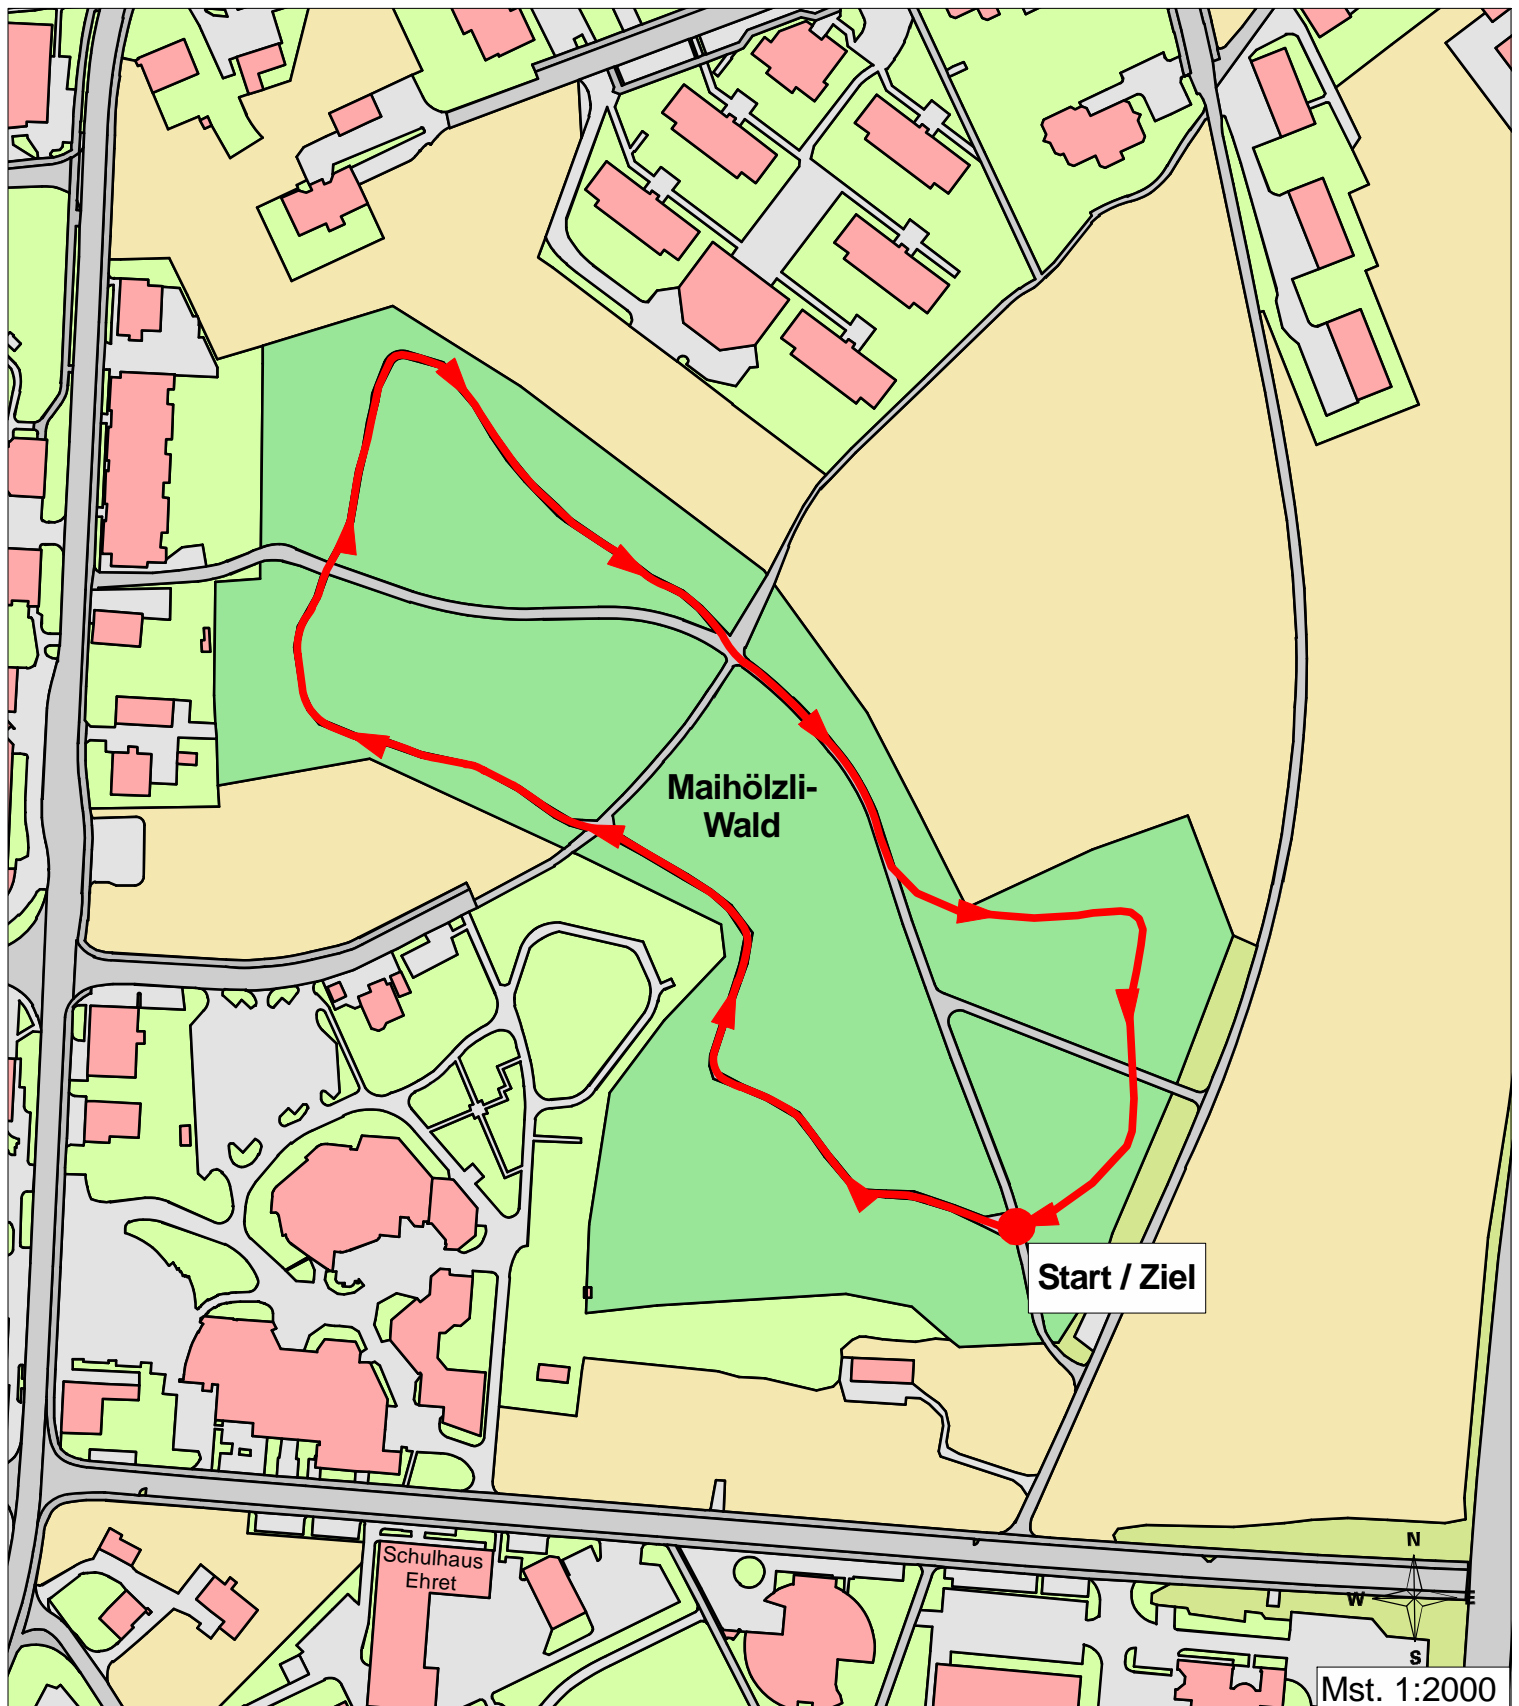 Maihölzli-
Wald
Start / Ziel
Schulhaus
Ehret
N
W
E
S
Mst. 1:2000